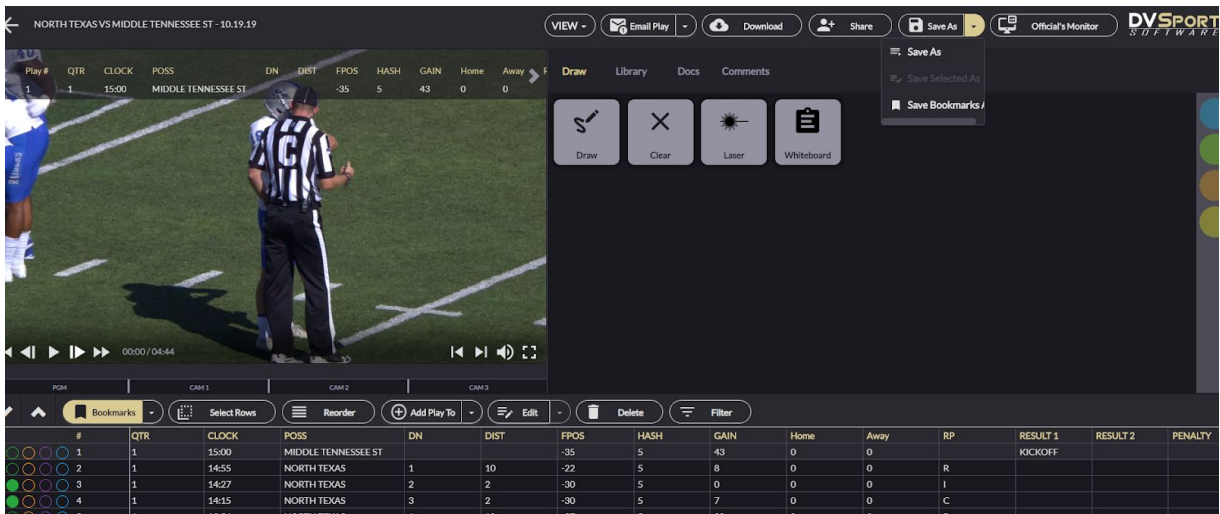 NORTH TEXAS VS MIDDLE TENNESSEE ST - 10.19.19
VIEW
Email Play
Download
Share
Save As
Official's Monitor
DVSPORT
SOFTWARE
Save As
Save Selected As
Save Bookmarks A
Play # QTR CLOCK POSS DN DIST FPOS HASH GAIN Home Away
1 1 15:00 MIDDLE TENNESSEE ST -35 5 43 0 0
Draw Library Docs Comments
Draw Clear Laser Whiteboard
C
00:00 / 04:44
PGM CAM 1 CAM 2 CAM 3
Bookmarks Select Rows Reorder Add Play To Edit Delete Filter
# QTR CLOCK POSS DN DIST FPOS HASH GAIN Home Away RP RESULT 1 RESULT 2 PENALTY
1 1 15:00 MIDDLE TENNESSEE ST -35 5 43 0 0 KICKOFF
2 1 14:55 NORTH TEXAS 1 10 -22 5 8 0 0 R
3 1 14:27 NORTH TEXAS 2 2 -30 5 0 0 0 I
4 1 14:15 NORTH TEXAS 3 2 -30 5 7 0 0 C